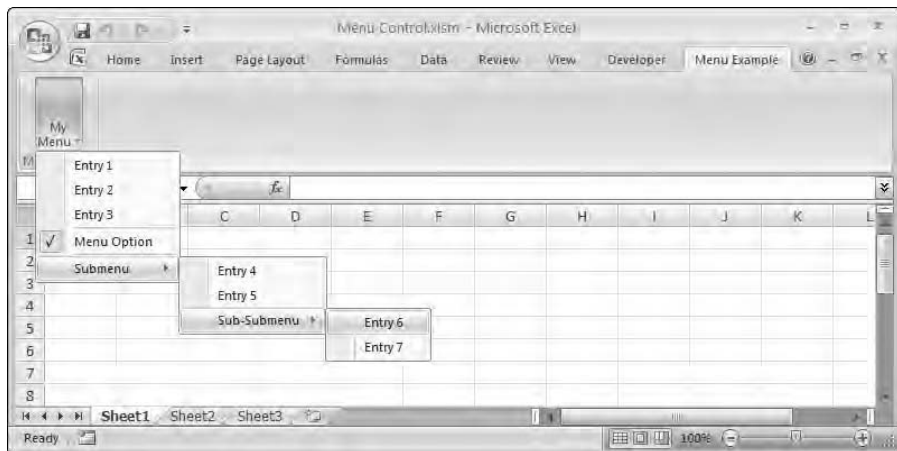 Menu Control.xlsm - Microsoft Excel
Home Insert Page Layout Formulas Data Review View Developer Menu Example
My
Menu
M
Entry 1
Entry 2
Entry 3
Menu Option
Submenu
Entry 4
Entry 5
Sub-Submenu
Entry 6
Entry 7
fx
C D E F G H I J K L
1
2
3
4
5
6
7
8
Sheet1 Sheet2 Sheet3
Ready 100%